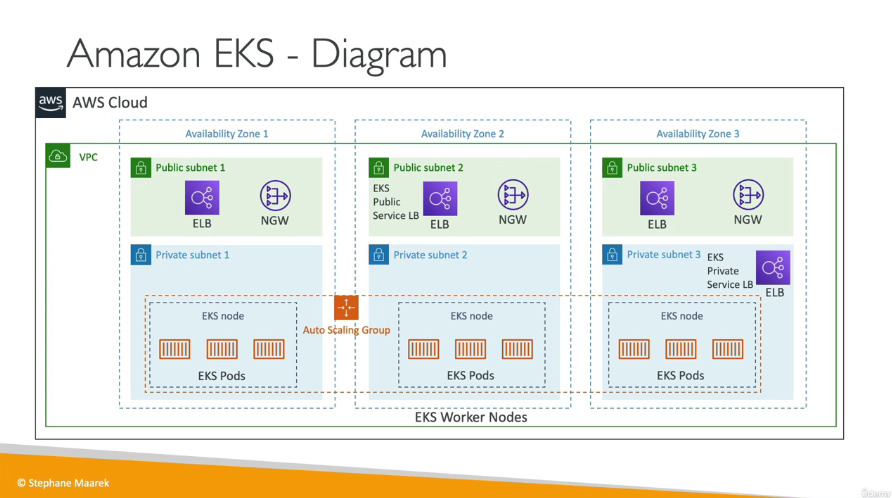 Amazon EKS - Diagram
aws
AWS Cloud
Availability Zone 1
Availability Zone 2
Availability Zone 3
VPC
Public subnet 1
ELB
NGW
Public subnet 2
EKS
Public
Service LB
ELB
NGW
Public subnet 3
ELB
NGW
Private subnet 1
Private subnet 2
Private subnet 3
EKS
Private
Service LB
ELB
EKS node
Auto Scaling Group
EKS node
EKS node
EKS Pods
EKS Pods
EKS Pods
EKS Worker Nodes
© Stephane Maarek
Udemy